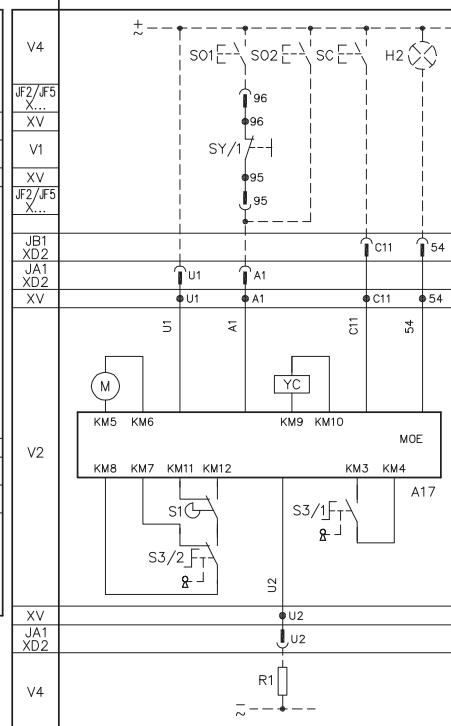 +
~
V4
SO1
SO2
SC
H2
JF2/JF5
X...
96
XV
96
V1
SY/1
XV
95
JF2/JF5
X...
95
JB1
XD2
C11
54
JA1
XD2
U1
A1
XV
U1
A1
C11
54
U1
A1
C11
54
M
YC
KM5
KM6
KM9
KM10
MOE
V2
KM8
KM7
KM11
KM12
KM3
KM4
A17
S1
S3/1
S3/2
U2
XV
U2
JA1
XD2
U2
V4
R1
–
~